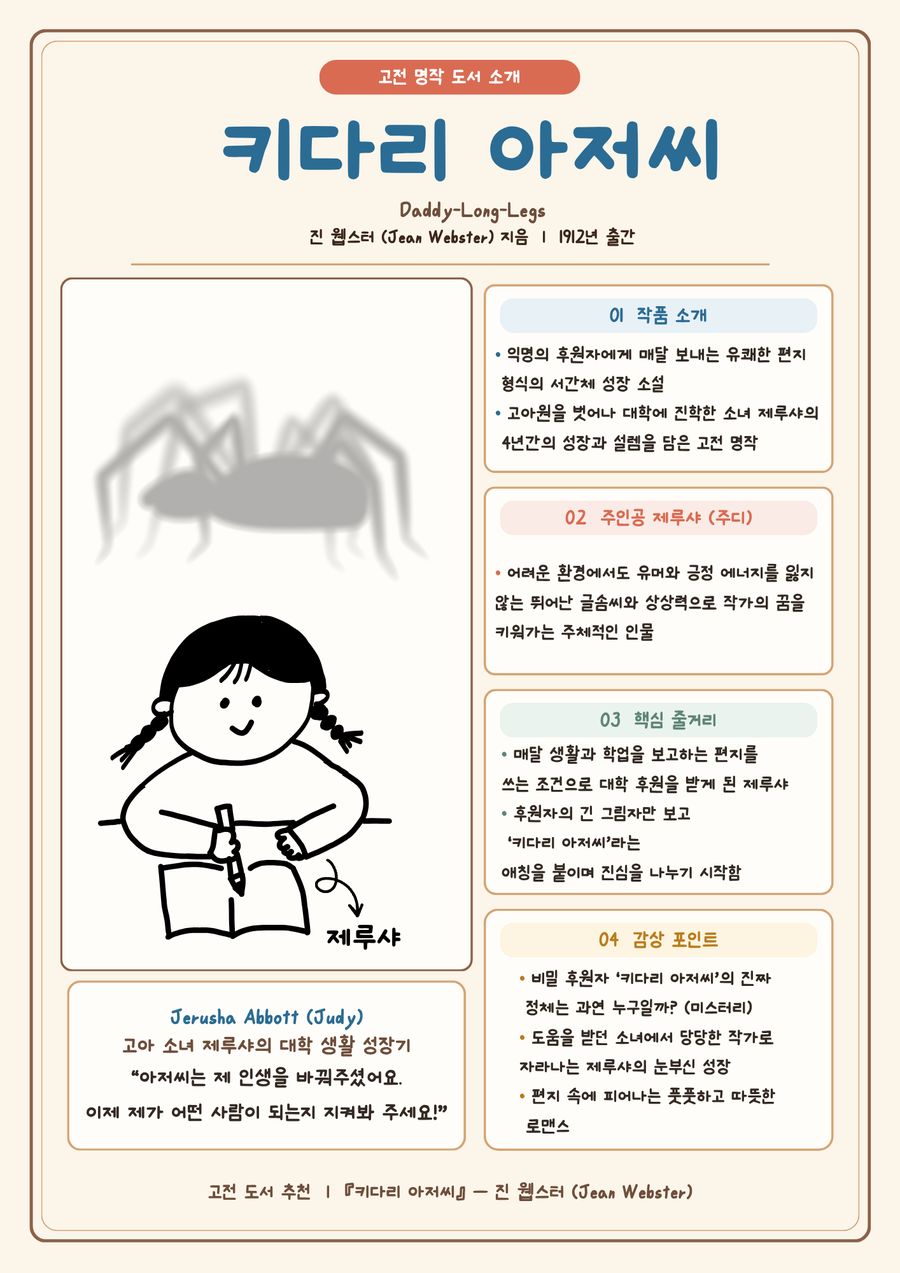 고전 명작 도서 소개
키다리 아저씨
Daddy-Long-Legs
진 웹스터 (Jean Webster) 지음 | 1912년 출간
제루샤
Jerusha Abbott (Judy)
고아 소녀 제루샤의 대학 생활 성장기
“아저씨는 제 인생을 바꿔주셨어요.
이제 제가 어떤 사람이 되는지 지켜봐 주세요!”
01 작품 소개
• 익명의 후원자에게 매달 보내는 유쾌한 편지
형식의 서간체 성장 소설
• 고아원을 벗어나 대학에 진학한 소녀 제루샤의
4년간의 성장과 설렘을 담은 고전 명작
02 주인공 제루샤 (주디)
• 어려운 환경에서도 유머와 긍정 에너지를 잃지
않는 뛰어난 글솜씨와 상상력으로 작가의 꿈을
키워가는 주체적인 인물
03 핵심 줄거리
• 매달 생활과 학업을 보고하는 편지를
쓰는 조건으로 대학 후원을 받게 된 제루샤
• 후원자의 긴 그림자만 보고
‘키다리 아저씨’라는
애칭을 붙이며 진심을 나누기 시작함
04 감상 포인트
• 비밀 후원자 ‘키다리 아저씨’의 진짜
정체는 과연 누구일까? (미스터리)
• 도움을 받던 소녀에서 당당한 작가로
자라나는 제루샤의 눈부신 성장
• 편지 속에 피어나는 풋풋하고 따뜻한
로맨스
고전 도서 추천 | 『키다리 아저씨』 — 진 웹스터 (Jean Webster)